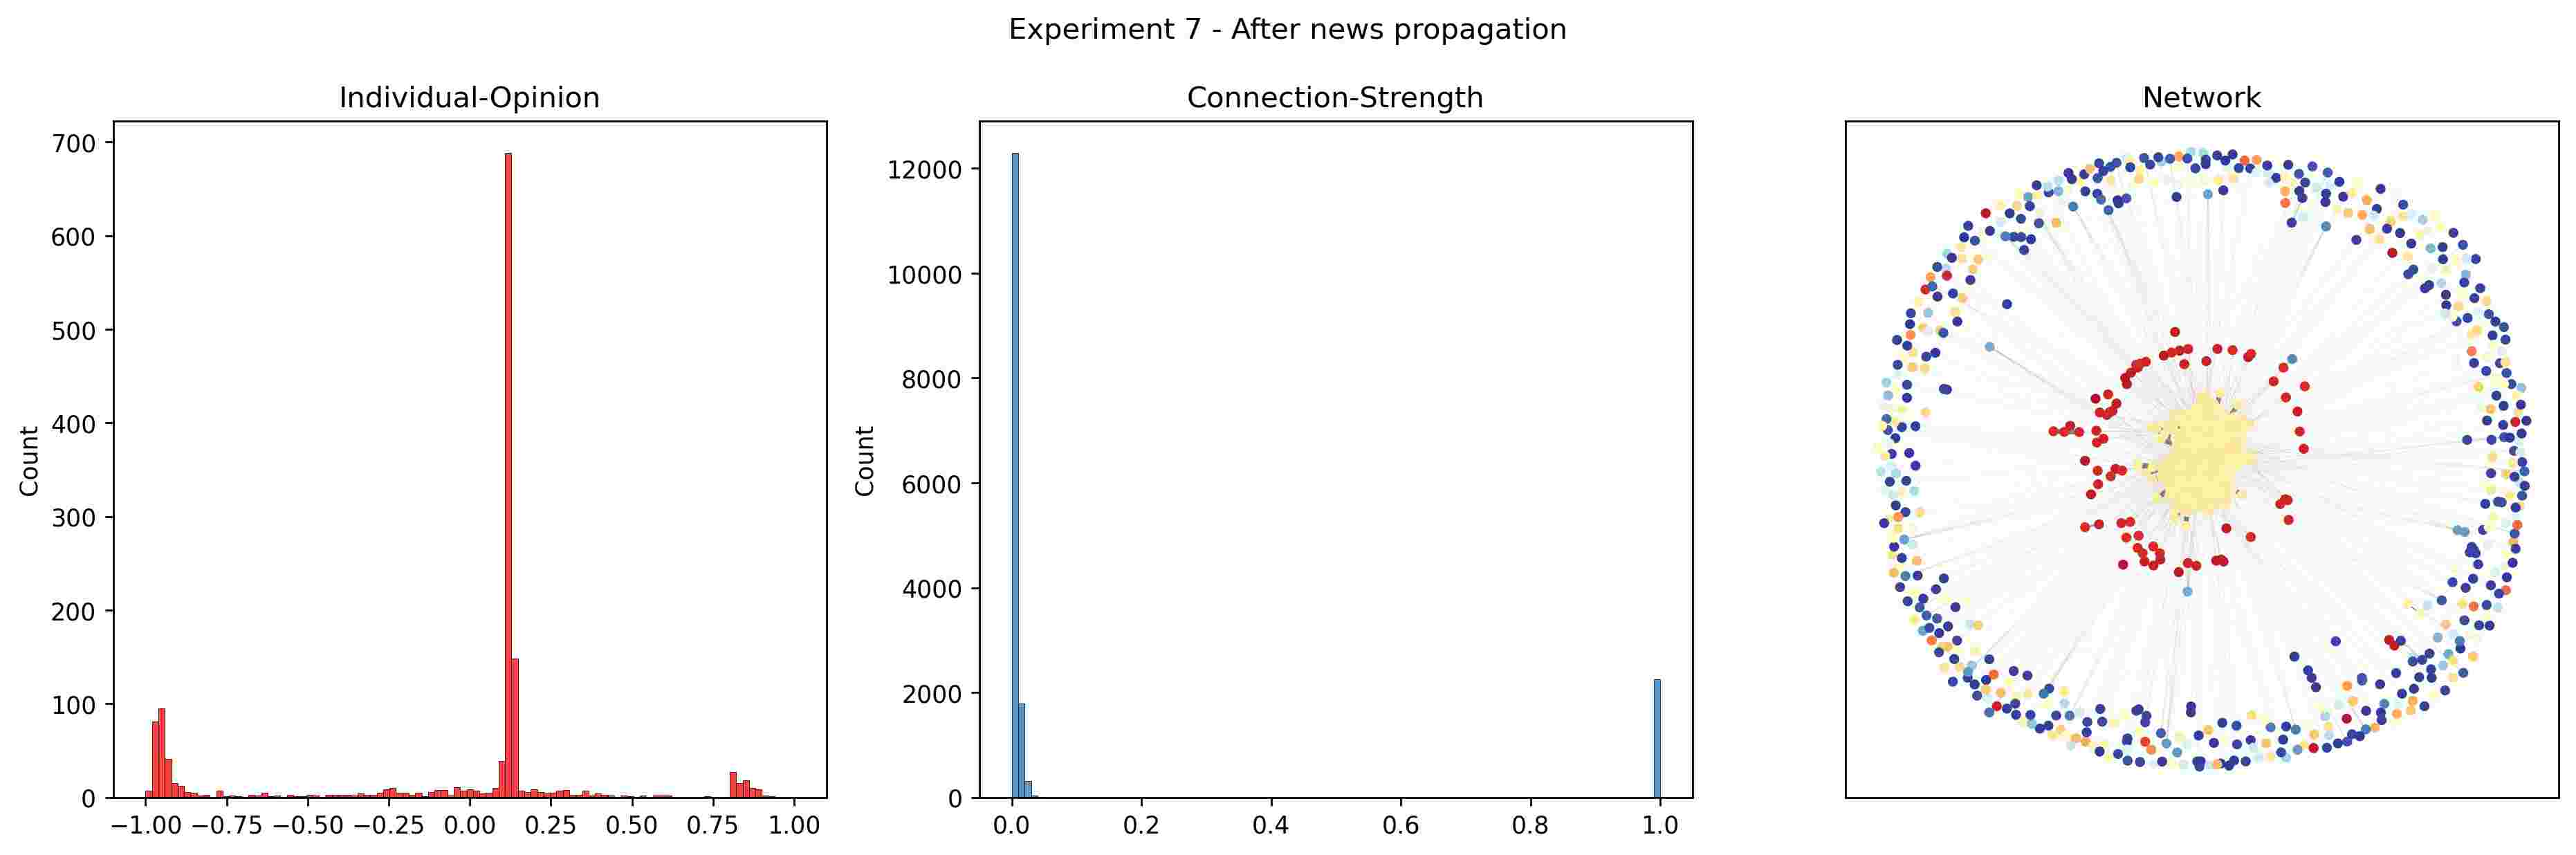 Experiment 7 - After news propagation
Individual-Opinion
Connection-Strength
Network
Count
700
600
500
400
300
200
100
0
−1.00 −0.75 −0.50 −0.25 0.00 0.25 0.50 0.75 1.00
Count
12000
10000
8000
6000
4000
2000
0
0.0 0.2 0.4 0.6 0.8 1.0